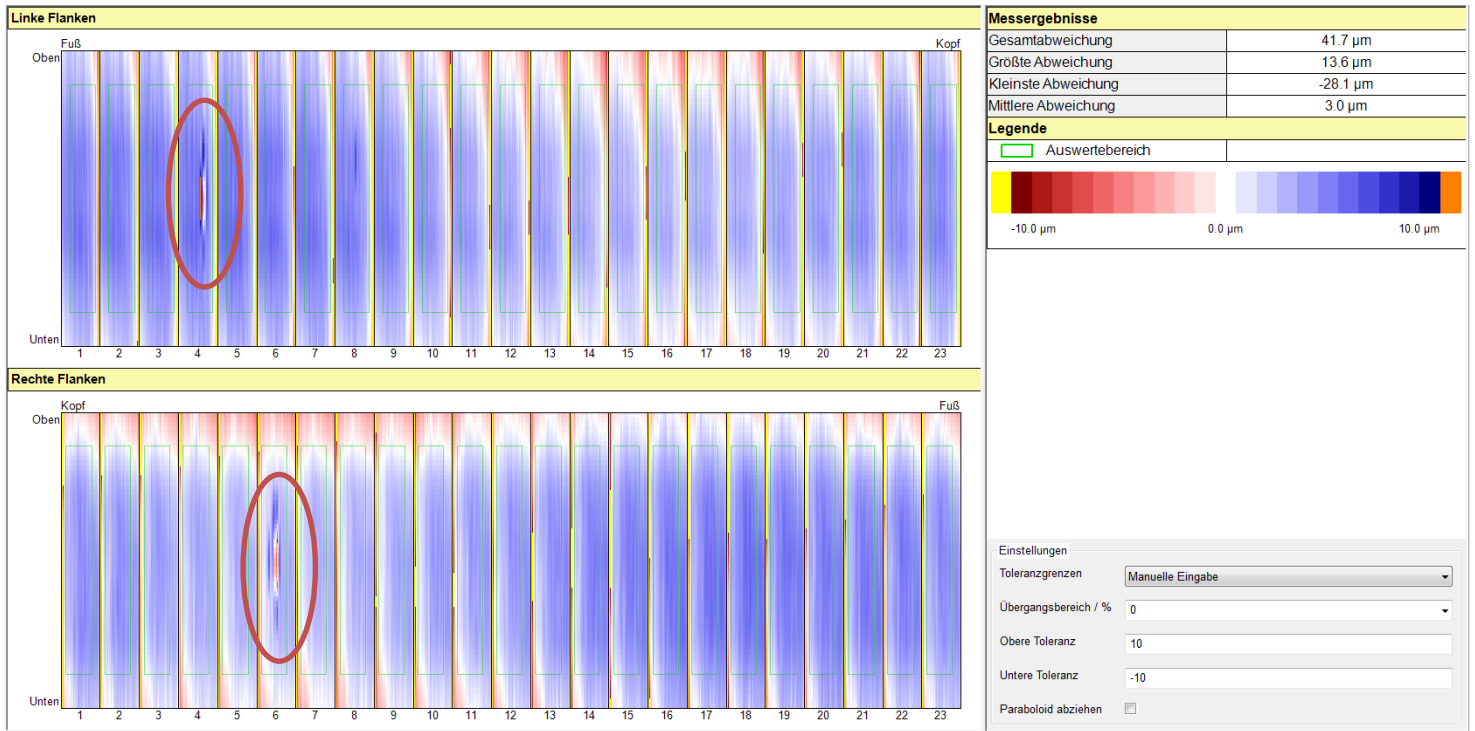 Linke Flanken
Fuß Kopf
Oben
Unten
1 2 3 4 5 6 7 8 9 10 11 12 13 14 15 16 17 18 19 20 21 22 23
Rechte Flanken
Kopf Fuß
Oben
Unten
1 2 3 4 5 6 7 8 9 10 11 12 13 14 15 16 17 18 19 20 21 22 23
Messergebnisse
Gesamtabweichung 41.7 µm
Größte Abweichung 13.6 µm
Kleinste Abweichung -28.1 µm
Mittlere Abweichung 3.0 µm
Legende
Auswertebereich
-10.0 µm 0.0 µm 10.0 µm
Einstellungen
Toleranzgrenzen Manuelle Eingabe
Übergangsbereich / % 0
Obere Toleranz 10
Untere Toleranz -10
Paraboloid abziehen